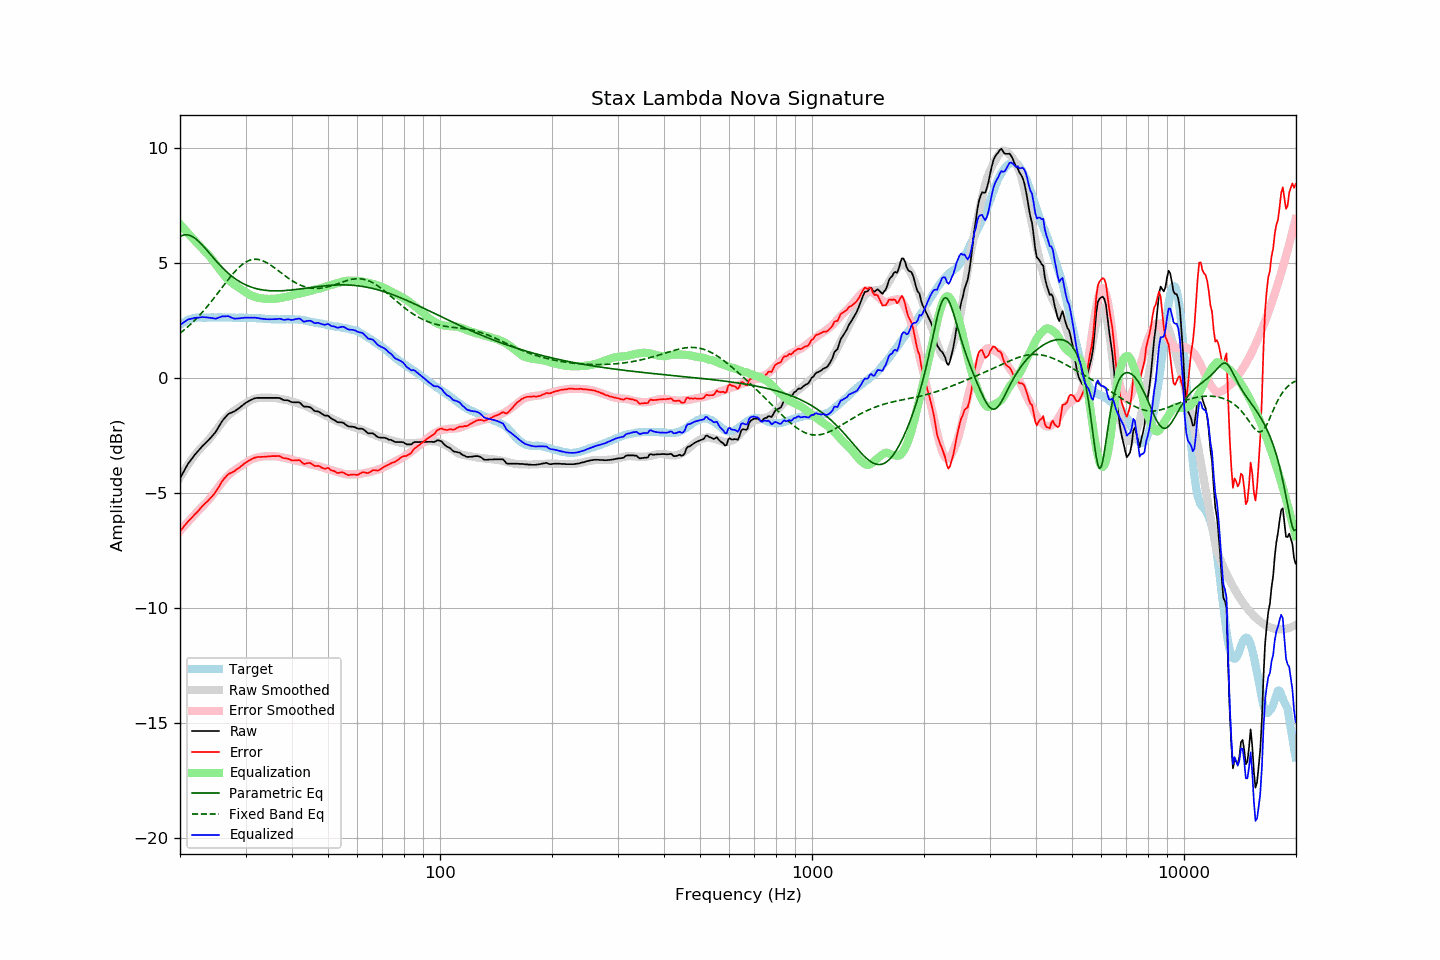 Stax Lambda Nova Signature
10
5
0
−5
−10
−15
−20
Amplitude (dBr)
Target
Raw Smoothed
Error Smoothed
Raw
Error
Equalization
Parametric Eq
Fixed Band Eq
Equalized
100
1000
10000
Frequency (Hz)